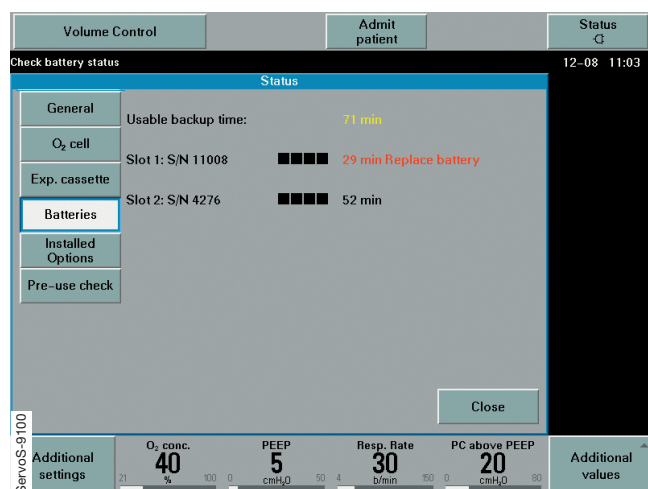 Volume Control
Admit
patient
Status
Check battery status
12-08 11:03
Status
General
O₂ cell
Exp. cassette
Batteries
Installed
Options
Pre-use check
Usable backup time: 71 min
Slot 1: S/N 11008 29 min Replace battery
Slot 2: S/N 4276 52 min
Close
ServoS-9100
Additional
settings
O₂ conc.
40
21 % 100
PEEP
5
0 cmH₂O 50
Resp. Rate
30
4 b/min 150
PC above PEEP
20
0 cmH₂O 80
Additional
values